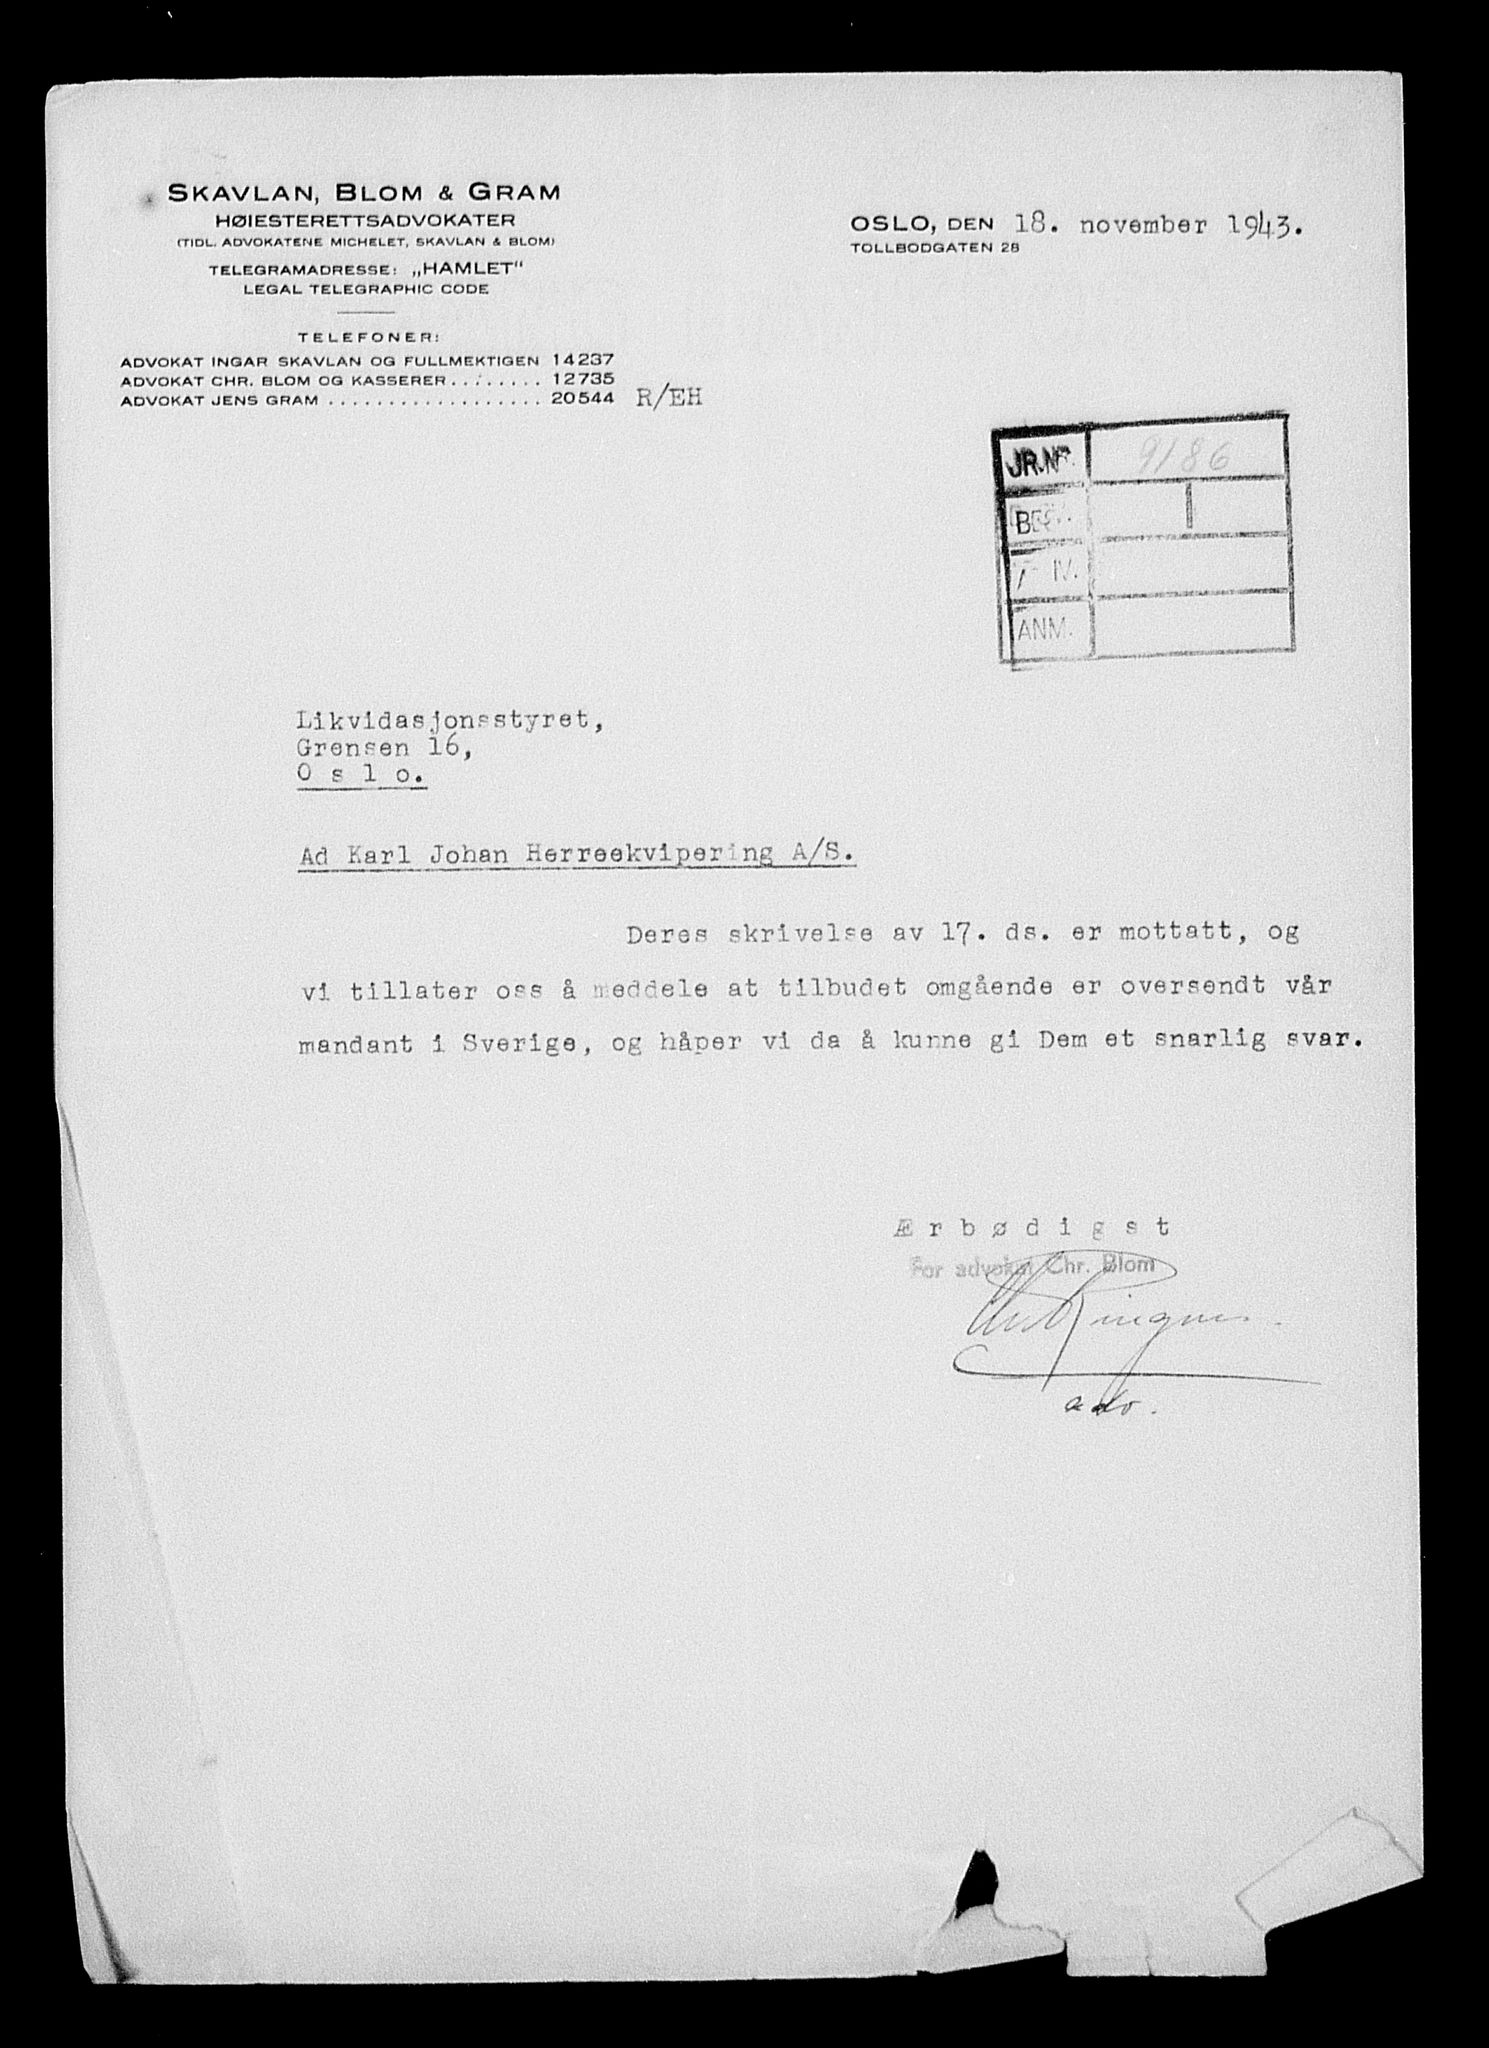 SKAVLAN, BLOM & GRAM
HØIESTERETTSADVOKATER
(TIDL. ADVOKATENE MICHELET, SKAVLAN & BLOM)
TELEGRAMADRESSE: „HAMLET"
LEGAL TELEGRAPHIC CODE
TELEFONER:
ADVOKAT INGAR SKAVLAN OG FULLMEKTIGEN 14237
ADVOKAT CHR. BLOM OG KASSERER........ 12735
ADVOKAT JENS GRAM .................. 20544 R/EH
OSLO, DEN 18. november 1943.
TOLLBODGATEN 28
JR.NR. 9186
ANM.
Likvidasjonsstyret,
Grensen 16,
O s l o.
Ad Karl Johan Herreekvipering A/S.
Deres skrivelse av 17. ds. er mottatt, og
vi tillater oss å meddele at tilbudet omgående er oversendt vår
mandant i Sverige, og håper vi da å kunne gi Dem et snarlig svar.
Æ r b ø d i g s t
For advokat Chr. Blom
adv.